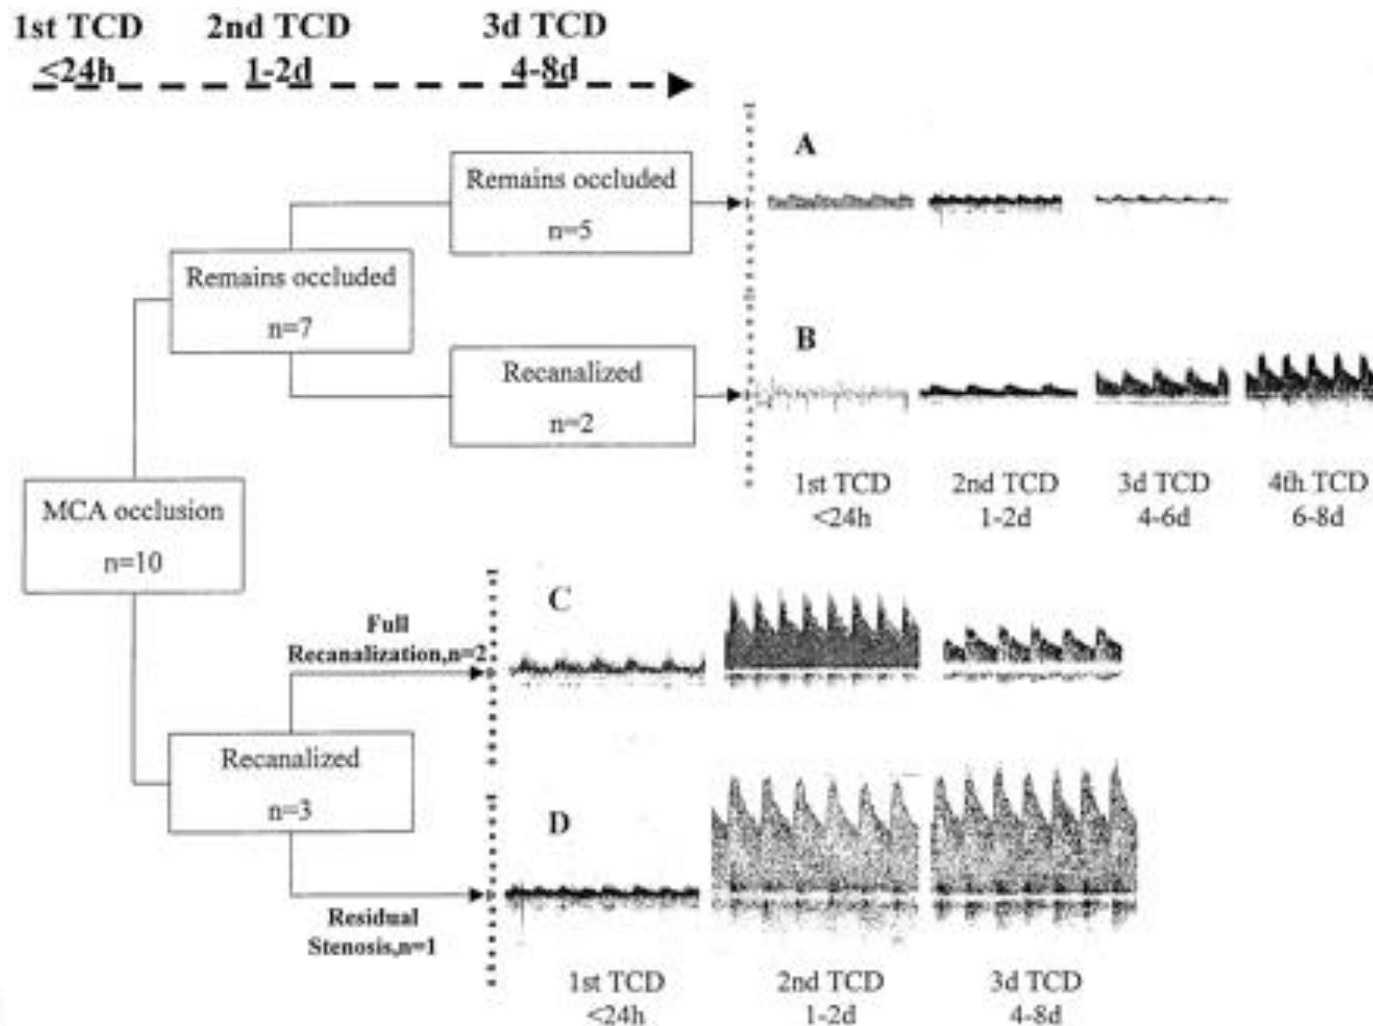 1st TCD 2nd TCD 3d TCD
<24h 1-2d 4-8d
A
Remains occluded
n=5
Remains occluded
n=7
B
Recanalized
n=2
1st TCD 2nd TCD 3d TCD 4th TCD
<24h 1-2d 4-6d 6-8d
MCA occlusion
n=10
C
Full
Recanalization,n=2
Recanalized
n=3
D
Residual
Stenosis,n=1
1st TCD 2nd TCD 3d TCD
<24h 1-2d 4-8d